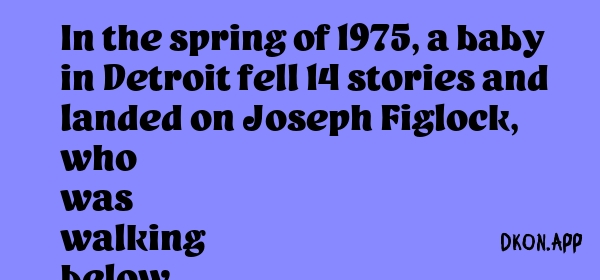 In the spring of 1975, a baby
in Detroit fell 14 stories and
landed on Joseph Figlock,
who
was
walking
below
DKON.APP